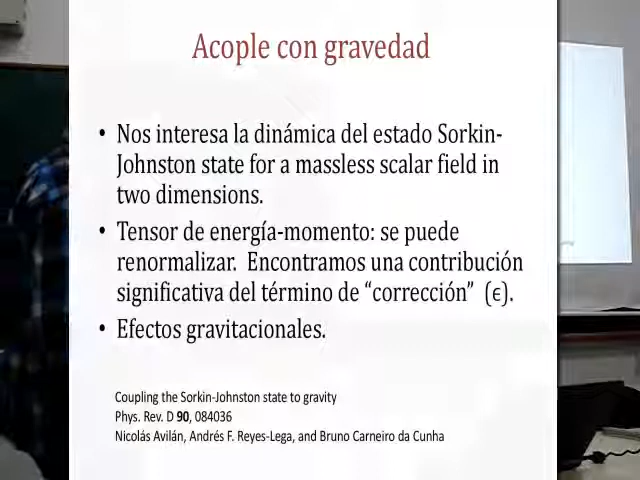 Acople con gravedad
• Nos interesa la dinámica del estado Sorkin-
Johnston state for a massless scalar field in
two dimensions.
• Tensor de energía-momento: se puede
renormalizar. Encontramos una contribución
significativa del término de “corrección” (ϵ).
• Efectos gravitacionales.
Coupling the Sorkin-Johnston state to gravity
Phys. Rev. D 90, 084036
Nicolás Avilán, Andrés F. Reyes-Lega, and Bruno Carneiro da Cunha